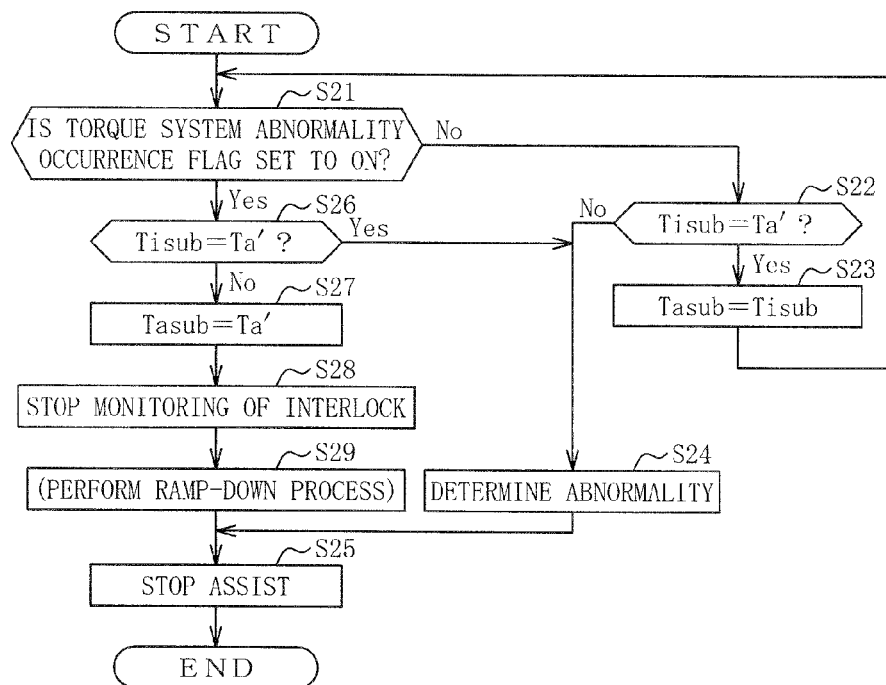 START
S21
IS TORQUE SYSTEM ABNORMALITY
OCCURRENCE FLAG SET TO ON?
No
Yes
S26
Tisub=Ta′?
Yes
No
S22
Tisub=Ta′?
No
Yes
S23
Tasub=Tisub
S27
Tasub=Ta′
S28
STOP MONITORING OF INTERLOCK
S29
(PERFORM RAMP-DOWN PROCESS)
S24
DETERMINE ABNORMALITY
S25
STOP ASSIST
END